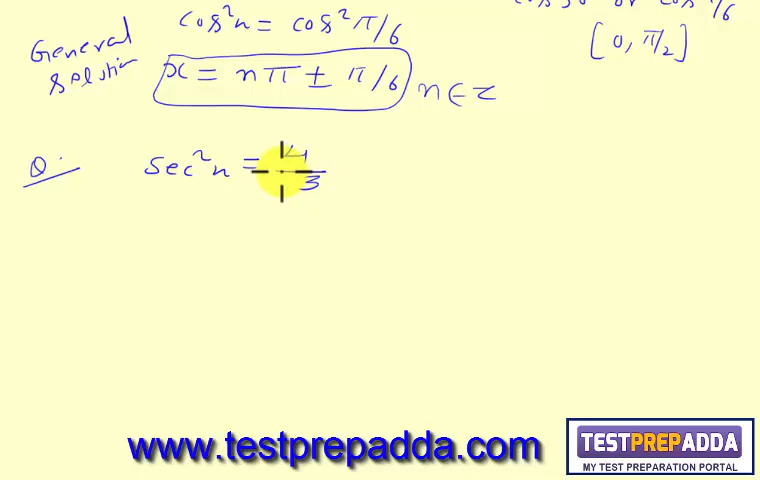 cos²x = cos² π/6
cos 30 or cos π/6
[0, π/2]
General
solution
x = nπ ± π/6
n ∈ z
Q.
sec²x = 4/3
www.testprepadda.com
TESTPREPADDA
MY TEST PREPARATION PORTAL